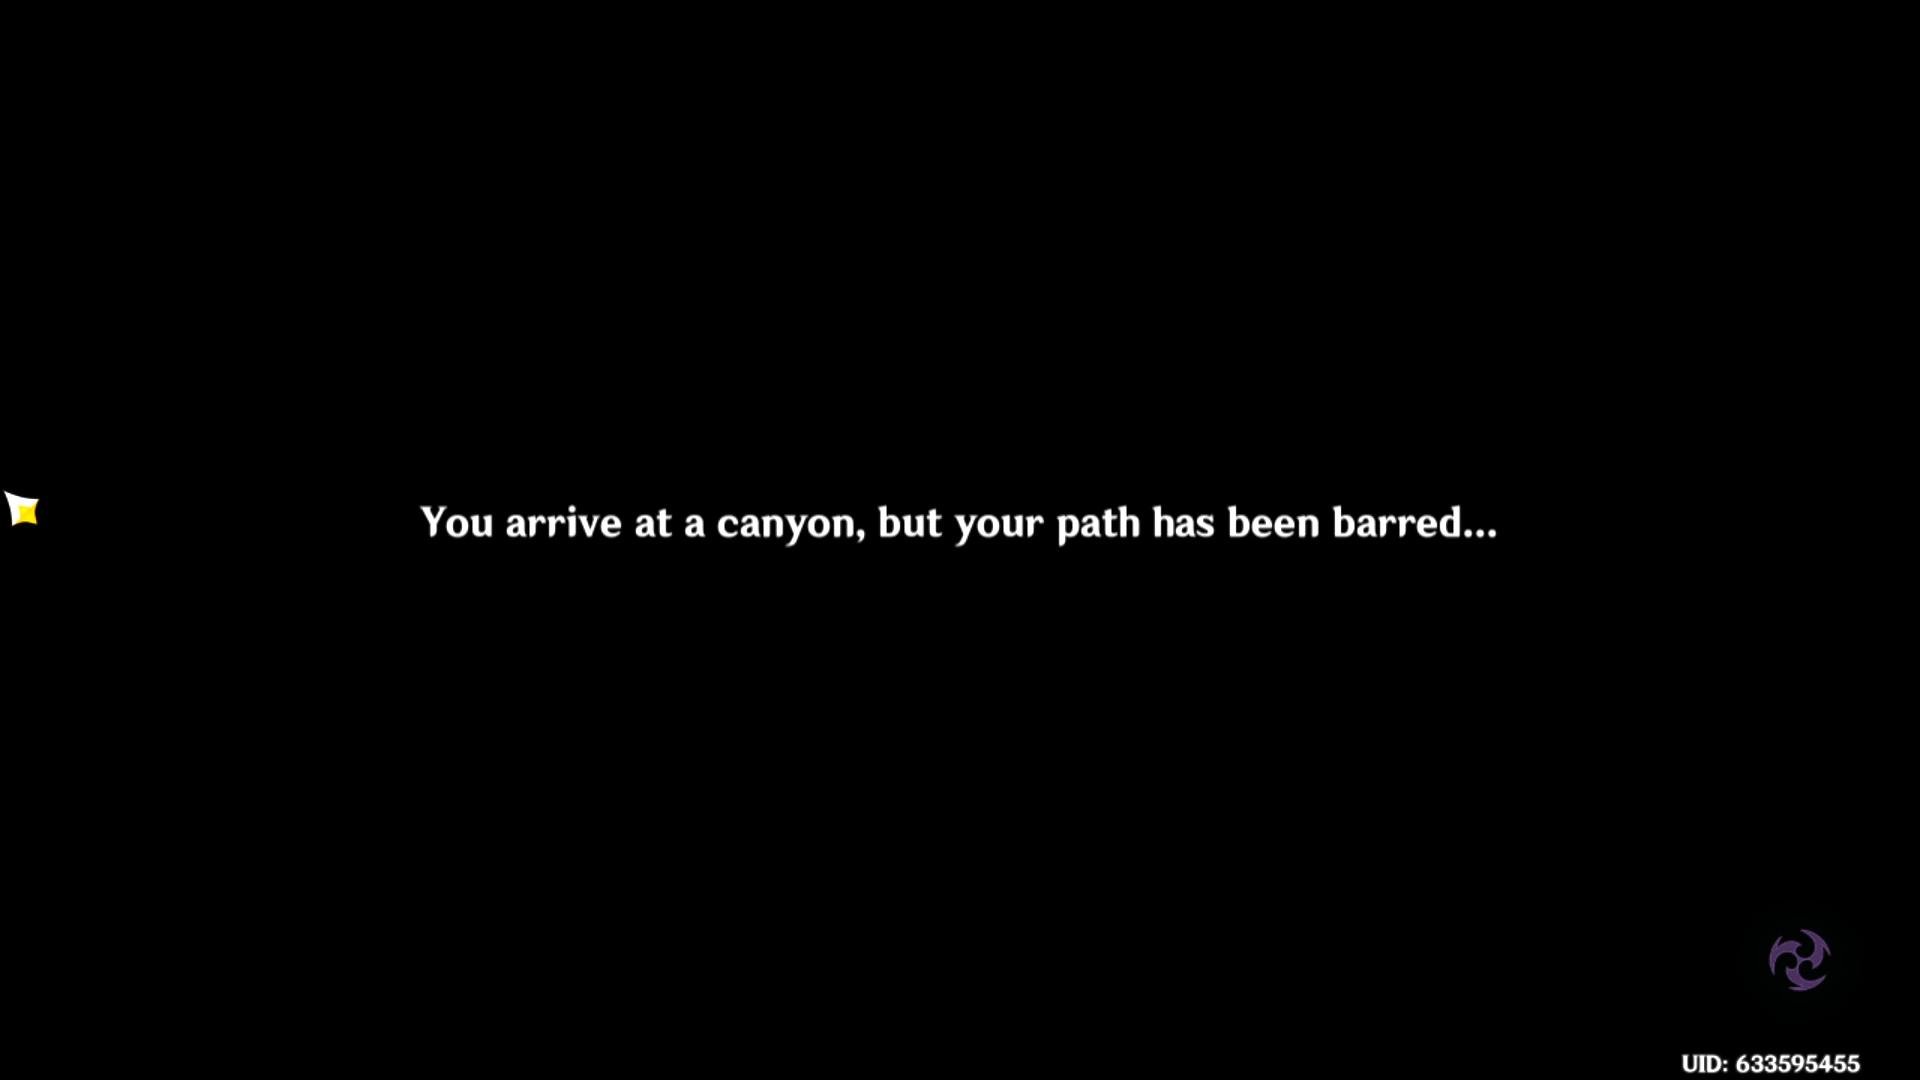 You arrive at a canyon, but your path has been barred...
UID: 633595455